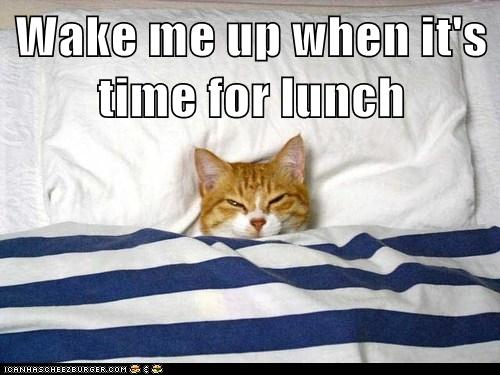 Wake me up when it's
time for lunch
ICANHASCHEEZBURGER.COM